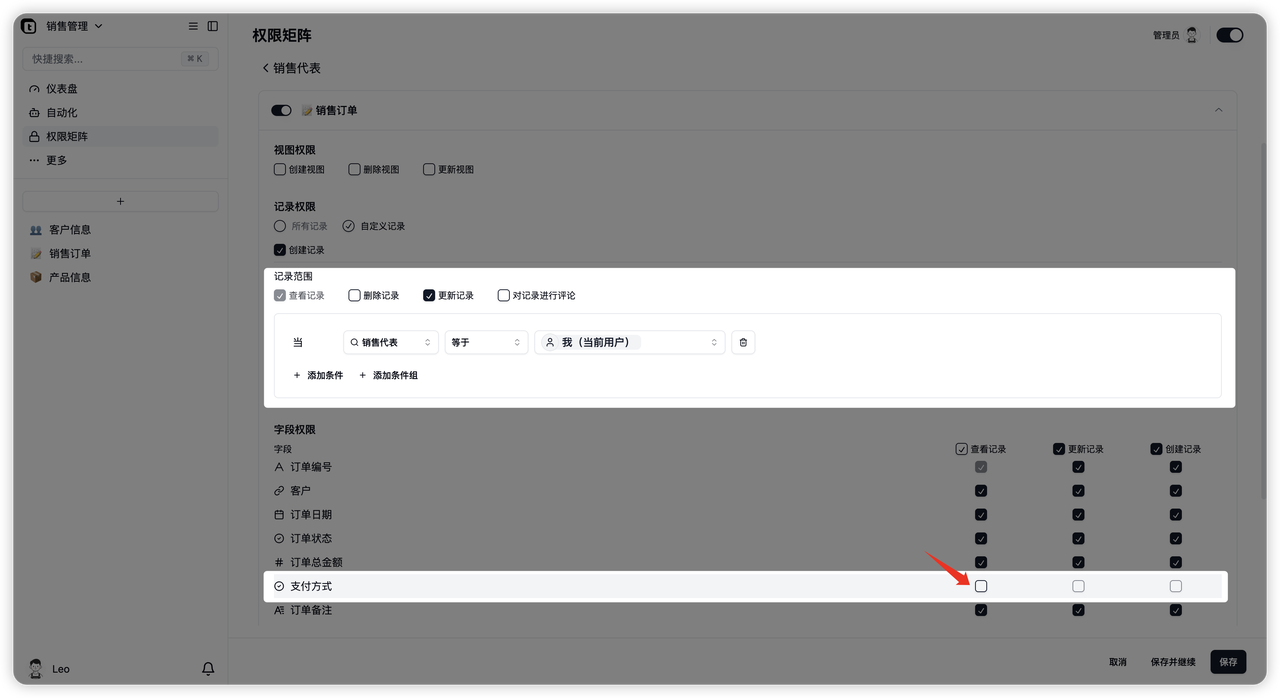 销售管理
快捷搜索... ⌘ K
仪表盘
自动化
权限矩阵
更多
+
客户信息
销售订单
产品信息
Leo
权限矩阵
管理员
销售代表
销售订单
视图权限
创建视图 删除视图 更新视图
记录权限
所有记录 自定义记录
创建记录
记录范围
查看记录 删除记录 更新记录 对记录进行评论
当 销售代表 等于 我（当前用户）
+ 添加条件 + 添加条件组
字段权限
字段 查看记录 更新记录 创建记录
订单编号
客户
订单日期
订单状态
订单总金额
支付方式
订单备注
取消 保存并继续 保存